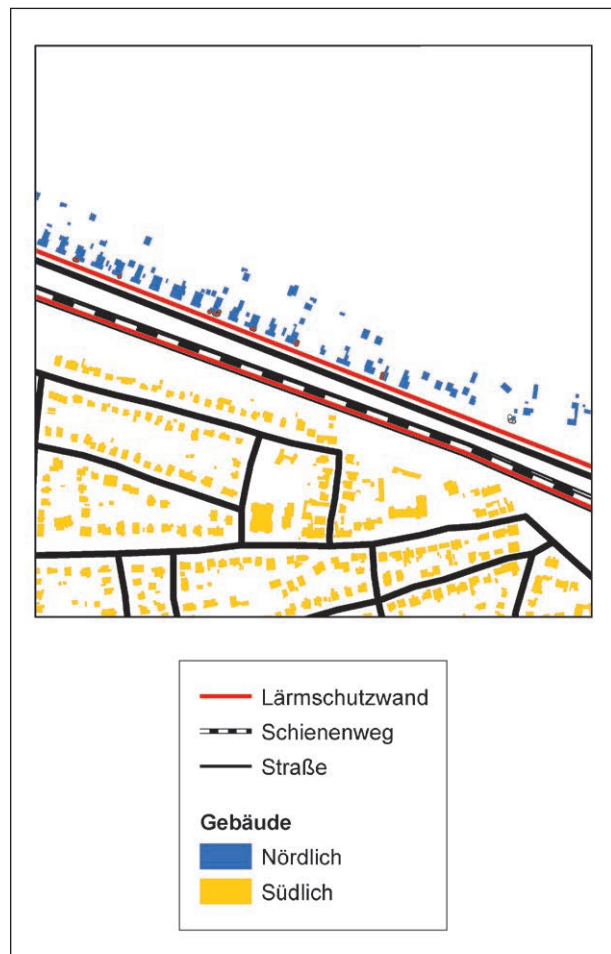 Lärmschutzwand
Schienenweg
Straße
Gebäude
Nördlich
Südlich